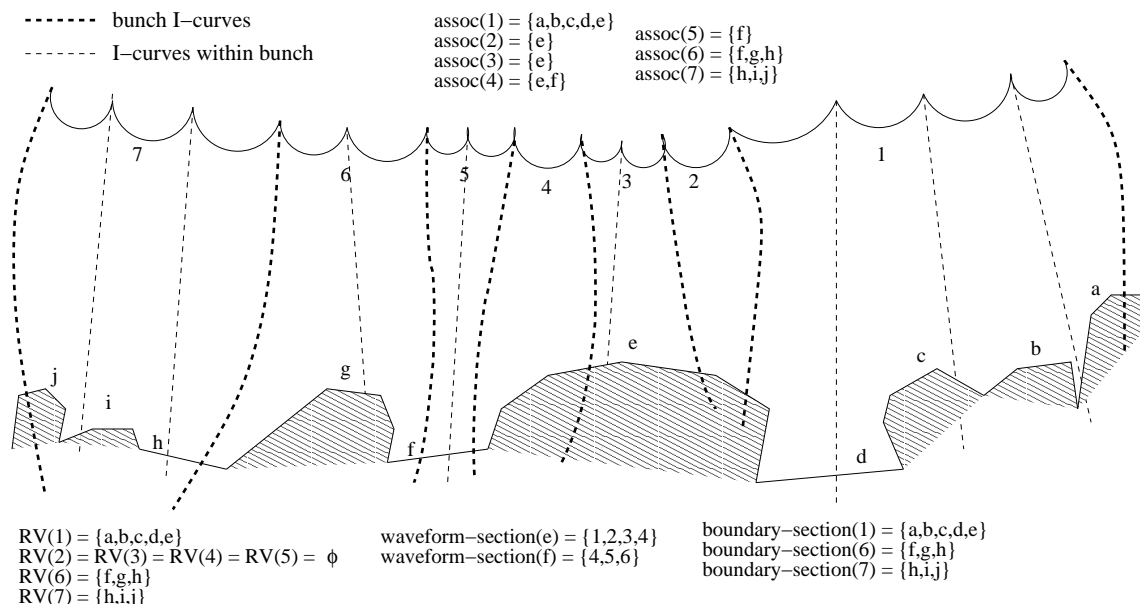 bunch I−curves
I−curves within bunch
assoc(1) = {a,b,c,d,e}
assoc(2) = {e}
assoc(3) = {e}
assoc(4) = {e,f}
assoc(5) = {f}
assoc(6) = {f,g,h}
assoc(7) = {h,i,j}
7
6
5
4
3
2
1
a
b
c
d
e
f
g
h
i
j
RV(1) = {a,b,c,d,e}
RV(2) = RV(3) = RV(4) = RV(5) = ϕ
RV(6) = {f,g,h}
RV(7) = {h,i,j}
waveform−section(e) = {1,2,3,4}
waveform−section(f) = {4,5,6}
boundary−section(1) = {a,b,c,d,e}
boundary−section(6) = {f,g,h}
boundary−section(7) = {h,i,j}